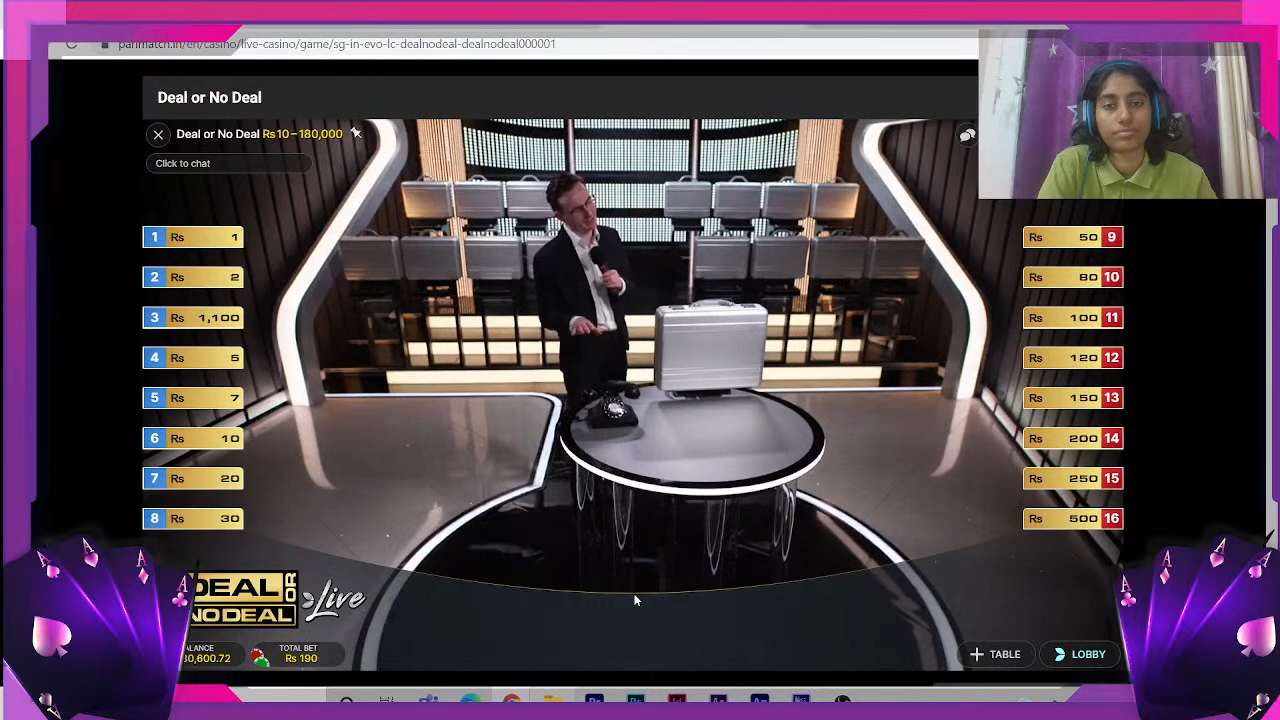 parimatch.in/en/casino/live-casino/game/sg-in-evo-lc-dealnodeal-dealnodeal000001
Deal or No Deal
Deal or No Deal Rs10–180,000
Click to chat
1 Rs 1
2 Rs 2
3 Rs 1,100
4 Rs 5
5 Rs 7
6 Rs 10
7 Rs 20
8 Rs 30
Rs 50 9
Rs 80 10
Rs 100 11
Rs 120 12
Rs 150 13
Rs 200 14
Rs 250 15
Rs 500 16
DEAL OR
NO DEAL
Live
TOTAL BET
Rs 190
TABLE
LOBBY
A
A
A
A
A
A
A
A